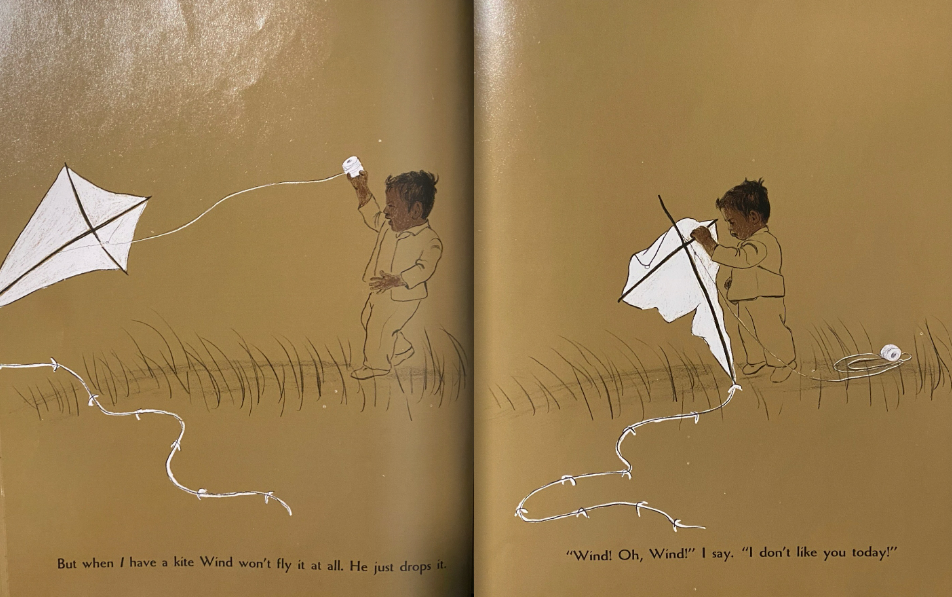 But when I have a kite Wind won't fly it at all. He just drops it.
"Wind! Oh, Wind!" I say. "I don't like you today!"